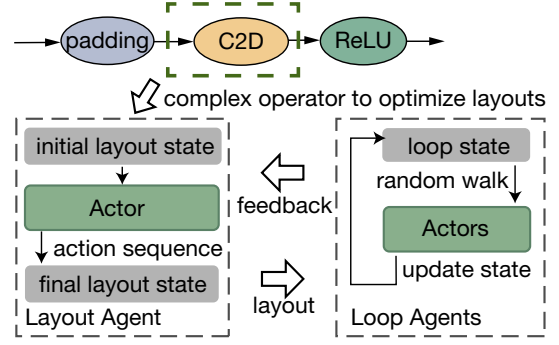 padding
C2D
ReLU
complex operator to optimize layouts
initial layout state
Actor
action sequence
final layout state
Layout Agent
feedback
layout
loop state
random walk
Actors
update state
Loop Agents